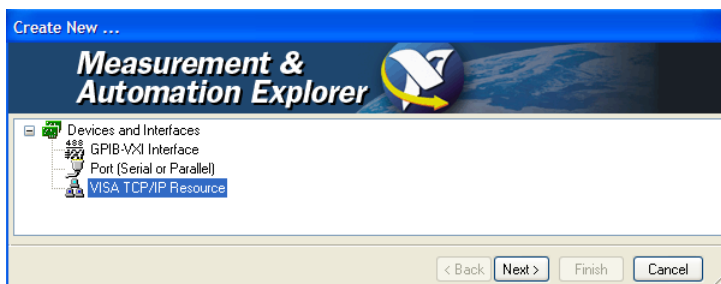 Create New ...
Measurement &
Automation Explorer
Devices and Interfaces
488
GPIB-VXI Interface
Port (Serial or Parallel)
VISA TCP/IP Resource
< Back Next > Finish Cancel